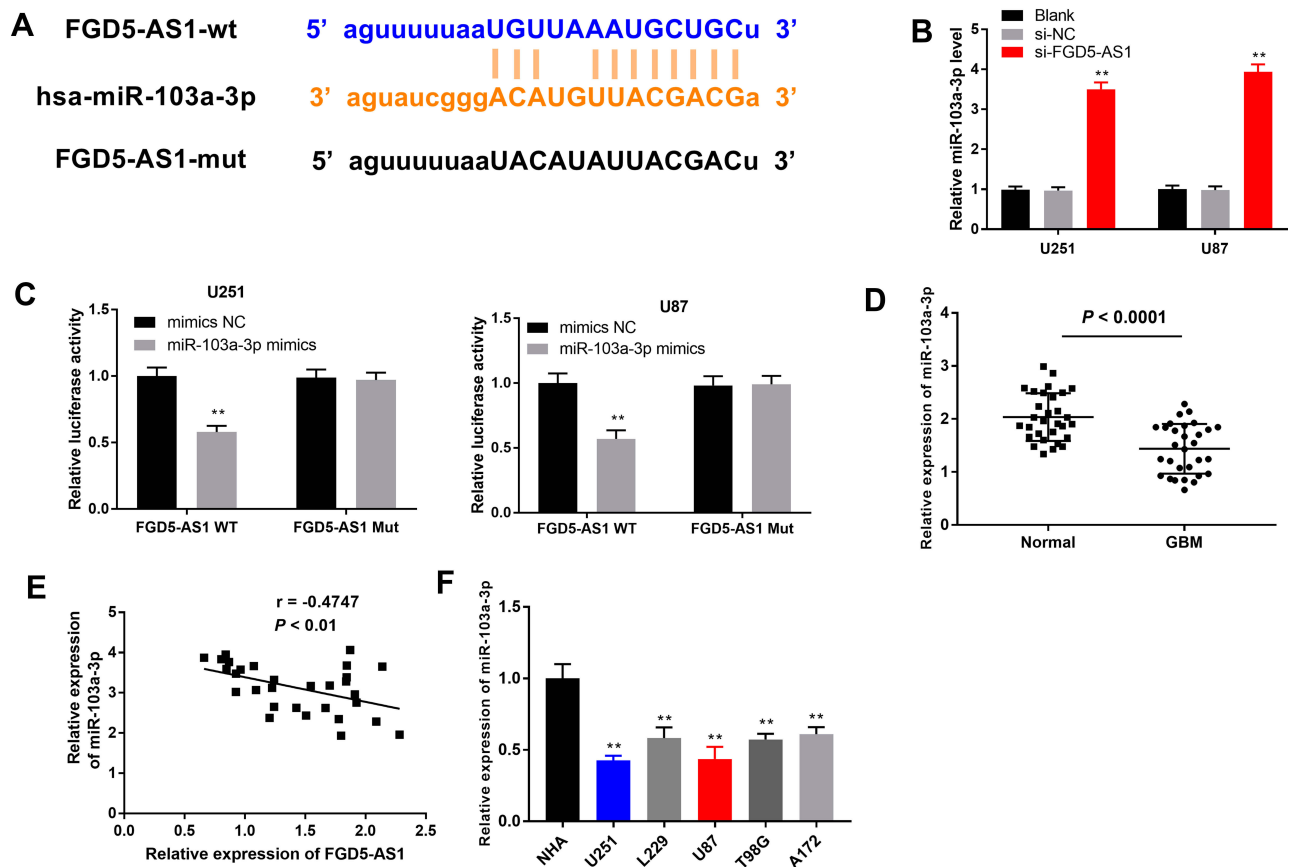 A
FGD5-AS1-wt 5’ aguuuuuaaUGUUAAAUGCUGCu 3’
hsa-miR-103a-3p 3’ aguaucgggACAUGUUACGACGa 3’
FGD5-AS1-mut 5’ aguuuuuaaUACAUAUUACGACu 3’
B
Blank
si-NC
si-FGD5-AS1
Relative miR-103a-3p level
5
4
3
2
1
0
**
**
U251 U87
C
U251
mimics NC
miR-103a-3p mimics
Relative luciferase activity
1.5
1.0
0.5
0.0
**
FGD5-AS1 WT FGD5-AS1 Mut
U87
mimics NC
miR-103a-3p mimics
Relative luciferase activity
1.5
1.0
0.5
0.0
**
FGD5-AS1 WT FGD5-AS1 Mut
D
P < 0.0001
Relative expression of miR-103a-3p
4
3
2
1
0
Normal GBM
E
r = -0.4747
P < 0.01
Relative expression
of miR-103a-3p
5
4
3
2
1
0
0.0 0.5 1.0 1.5 2.0 2.5
Relative expression of FGD5-AS1
F
Relative expression of miR-103a-3p
1.5
1.0
0.5
0.0
** ** ** ** **
NHA U251 L229 U87 T98G A172